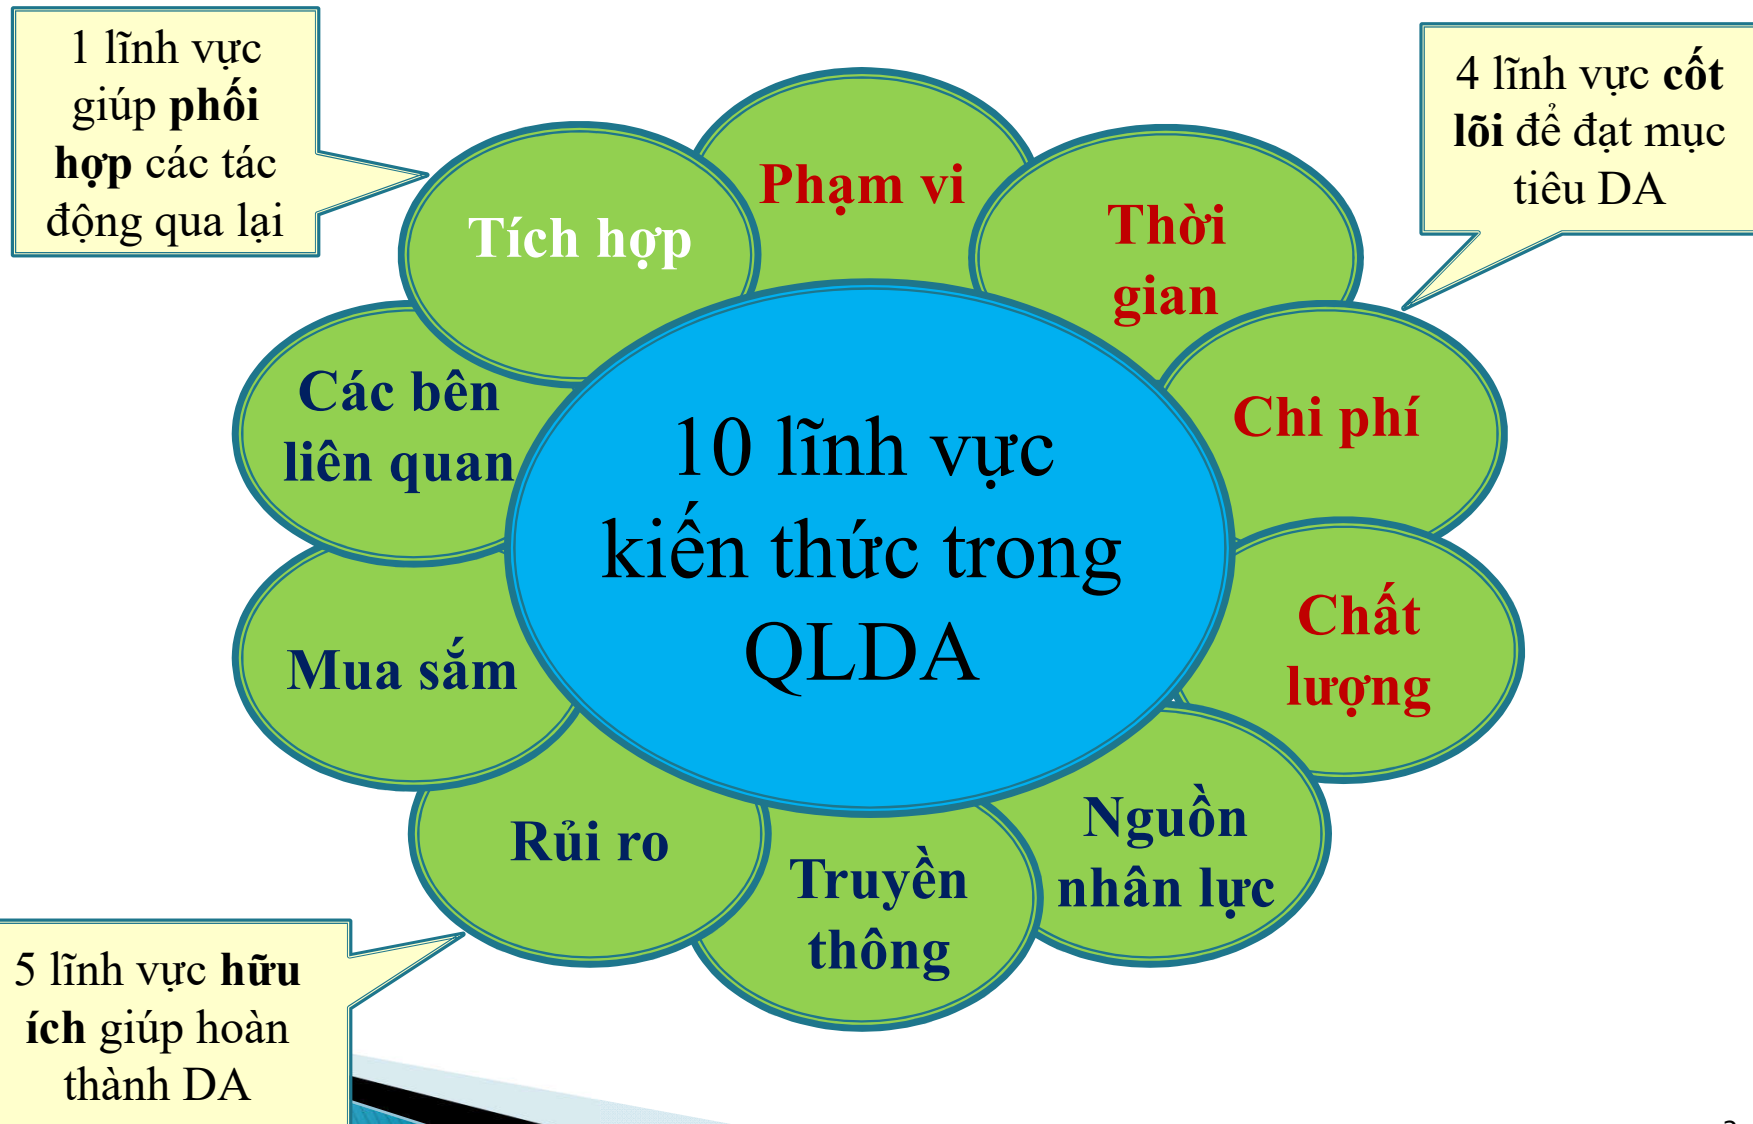 1 lĩnh vực
giúp phối
hợp các tác
động qua lại
4 lĩnh vực cốt
lõi để đạt mục
tiêu DA
Phạm vi
Tích hợp
Thời
gian
Các bên
liên quan
Chi phí
10 lĩnh vực
kiến thức trong
QLDA
Chất
lượng
Mua sắm
Nguồn
nhân lực
Rủi ro
Truyền
thông
5 lĩnh vực hữu
ích giúp hoàn
thành DA